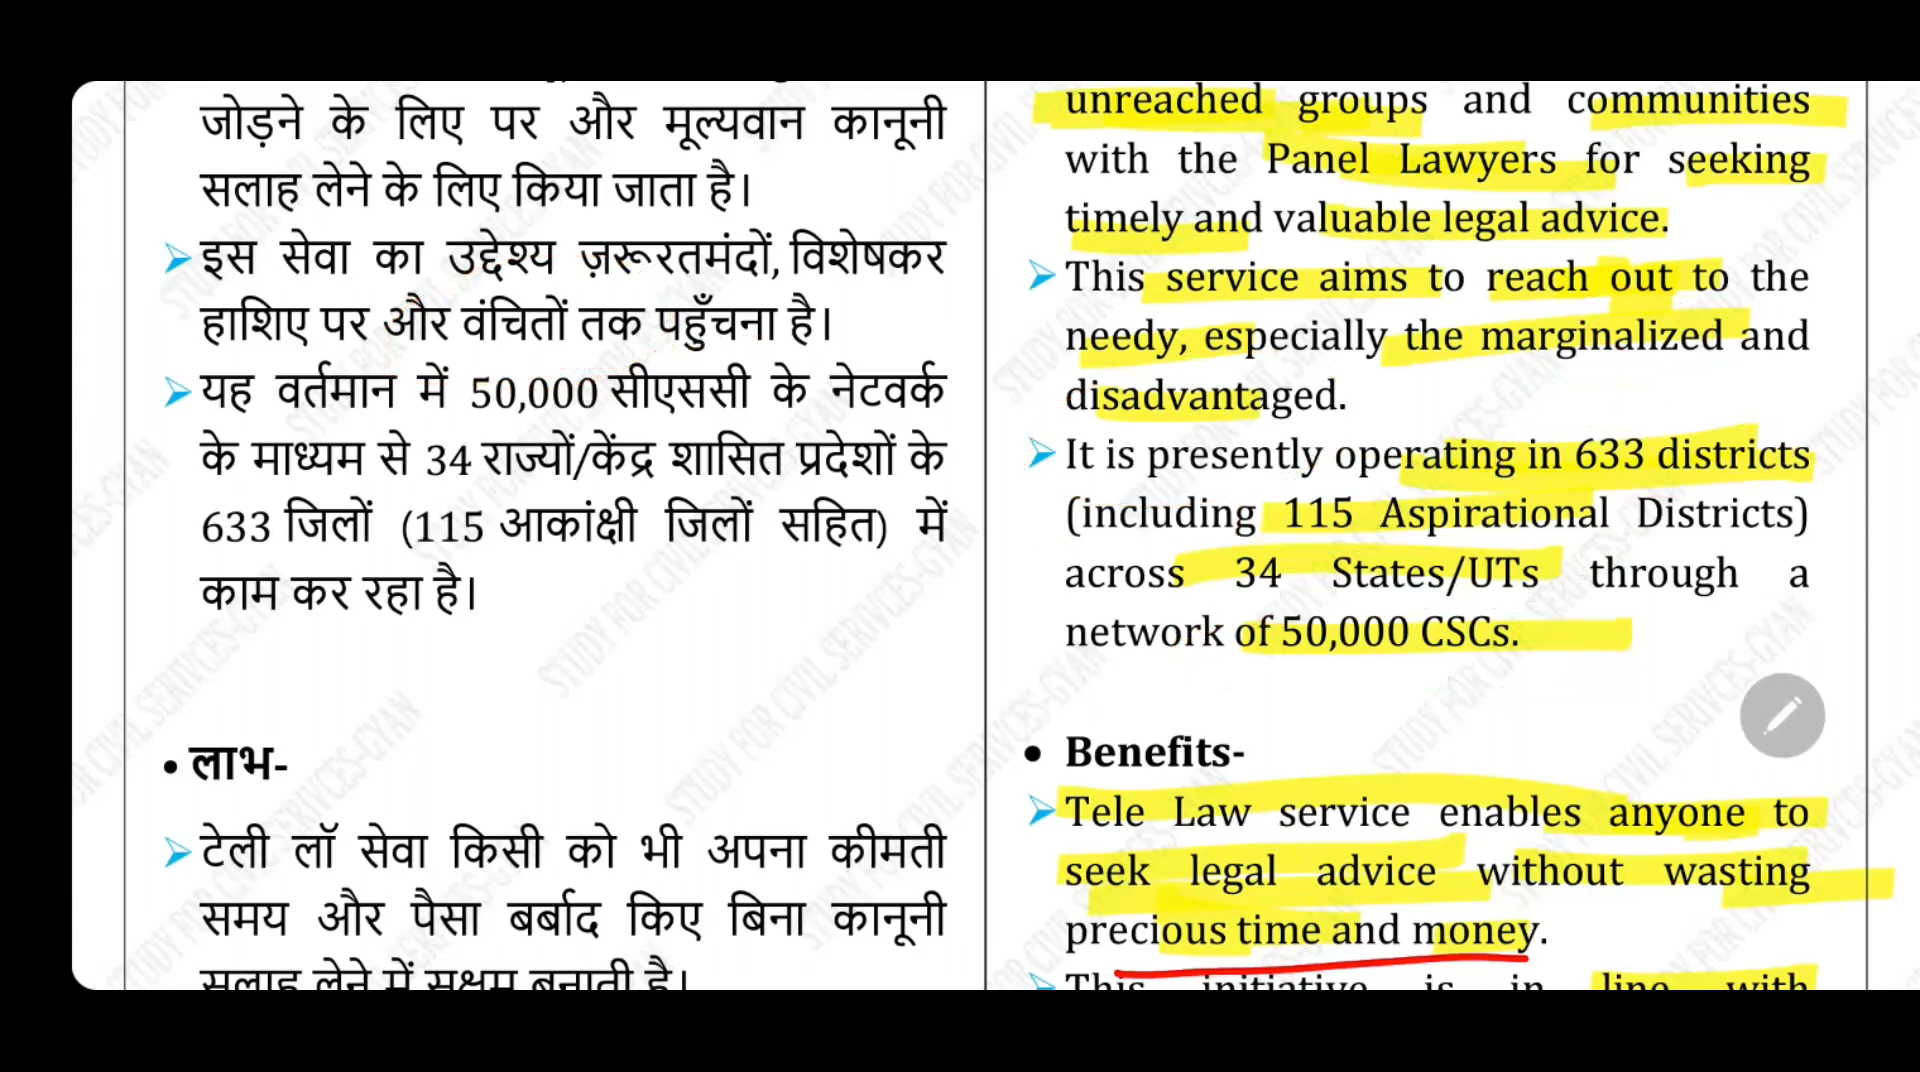 जोड़ने के लिए पर और मूल्यवान कानूनी
सलाह लेने के लिए किया जाता है।
इस सेवा का उद्देश्य ज़रूरतमंदों, विशेषकर
हाशिए पर और वंचितों तक पहुँचना है।
यह वर्तमान में 50,000 सीएससी के नेटवर्क
के माध्यम से 34 राज्यों/केंद्र शासित प्रदेशों के
633 जिलों (115 आकांक्षी जिलों सहित) में
काम कर रहा है।
• लाभ-
टेली लॉ सेवा किसी को भी अपना कीमती
समय और पैसा बर्बाद किए बिना कानूनी
सलाह लेने में सक्षम बनाती है।
unreached groups and communities
with the Panel Lawyers for seeking
timely and valuable legal advice.
This service aims to reach out to the
needy, especially the marginalized and
disadvantaged.
It is presently operating in 633 districts
(including 115 Aspirational Districts)
across 34 States/UTs through a
network of 50,000 CSCs.
• Benefits-
Tele Law service enables anyone to
seek legal advice without wasting
precious time and money.
This initiative is in line with
STUDY FOR CIVIL SERIVCES-GYAN